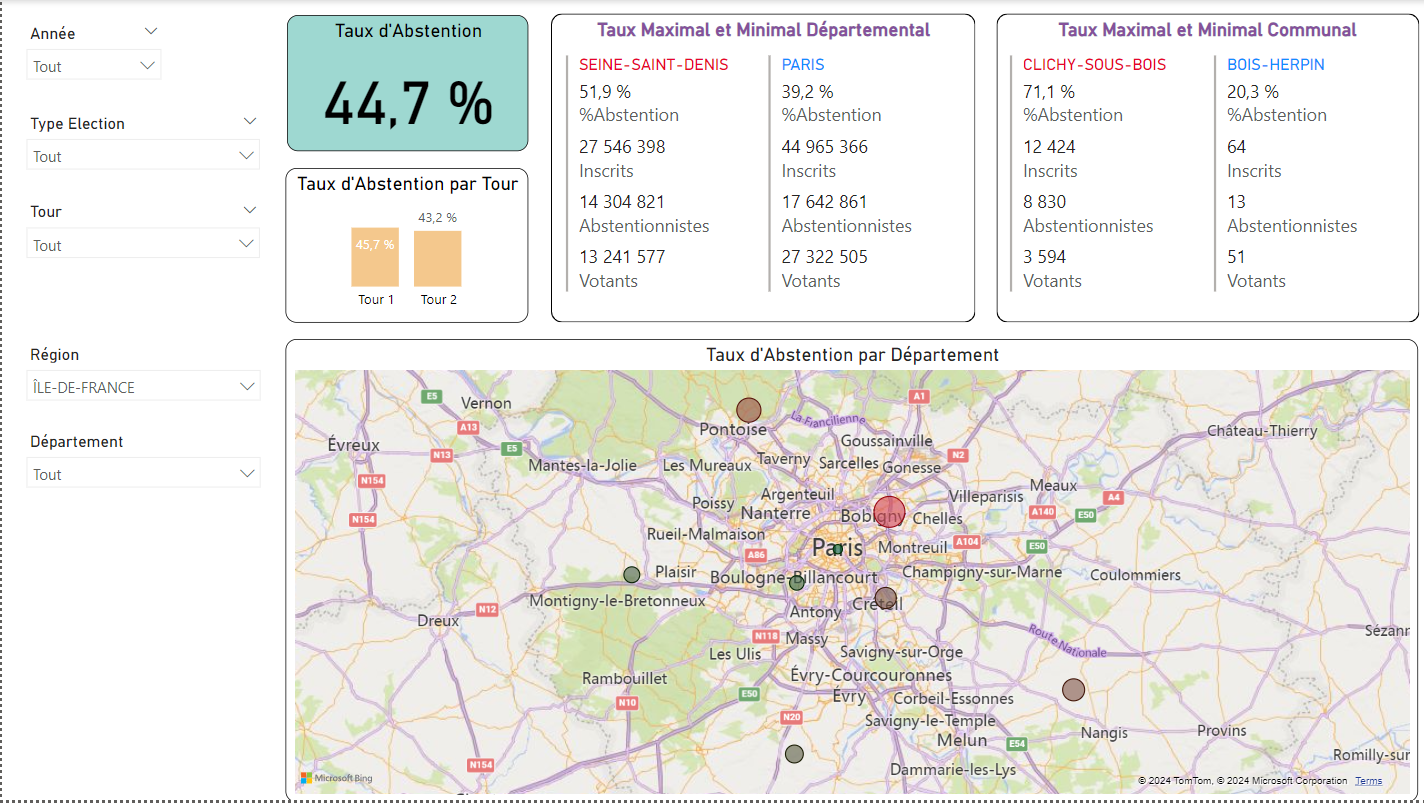 Année
Tout
Type Election
Tout
Tour
Tout
Région
ÎLE-DE-FRANCE
Département
Tout
Taux d'Abstention
44,7 %
Taux d'Abstention par Tour
43,2 %
45,7 %
Tour 1
Tour 2
Taux Maximal et Minimal Départemental
SEINE-SAINT-DENIS
51,9 %
%Abstention
27 546 398
Inscrits
14 304 821
Abstentionnistes
13 241 577
Votants
PARIS
39,2 %
%Abstention
44 965 366
Inscrits
17 642 861
Abstentionnistes
27 322 505
Votants
Taux Maximal et Minimal Communal
CLICHY-SOUS-BOIS
71,1 %
%Abstention
12 424
Inscrits
8 830
Abstentionnistes
3 594
Votants
BOIS-HERPIN
20,3 %
%Abstention
64
Inscrits
13
Abstentionnistes
51
Votants
Taux d'Abstention par Département
E5
Vernon
A1
A13
Pontoise
La Francilienne
Château-Thierry
Évreux
E5
Goussainville
N13
N2
Mantes-la-Jolie
Les Mureaux
Taverny
Sarcelles
Gonesse
N154
Meaux
Argenteuil
Villeparisis
A4
Poissy
Nanterre
Bobigny
Chelles
A140
E50
N154
Rueil-Malmaison
Paris
Montreuil
A104
E50
A86
Plaisir
Boulogne-Billancourt
Champigny-sur-Marne
Coulommiers
Montigny-le-Bretonneux
Créteil
N12
Antony
Dreux
N118
Massy
Route Nationale
Sézann
Les Ulis
Savigny-sur-Orge
Rambouillet
Évry-Courcouronnes
E50
Évry
Corbeil-Essonnes
N10
N20
Savigny-le-Temple
Nangis
Provins
Melun
E54
Romilly-sur
N154
Dammarie-les-Lys
Microsoft Bing
© 2024 TomTom, © 2024 Microsoft Corporation Terms